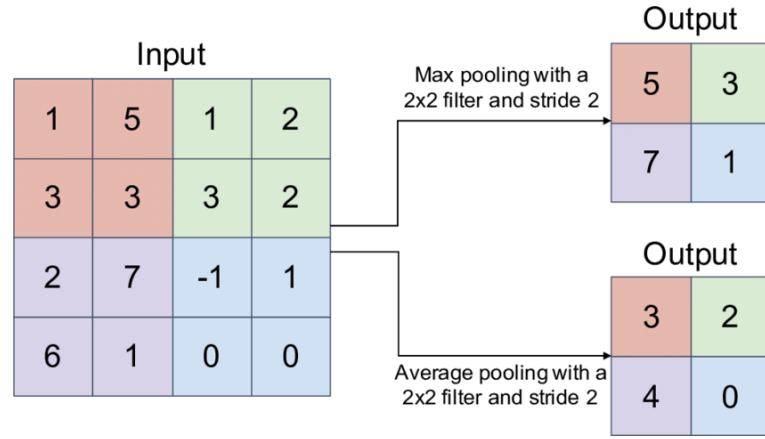 Input
1 5 1 2
3 3 3 2
2 7 -1 1
6 1 0 0
Max pooling with a
2x2 filter and stride 2
Output
5 3
7 1
Average pooling with a
2x2 filter and stride 2
Output
3 2
4 0